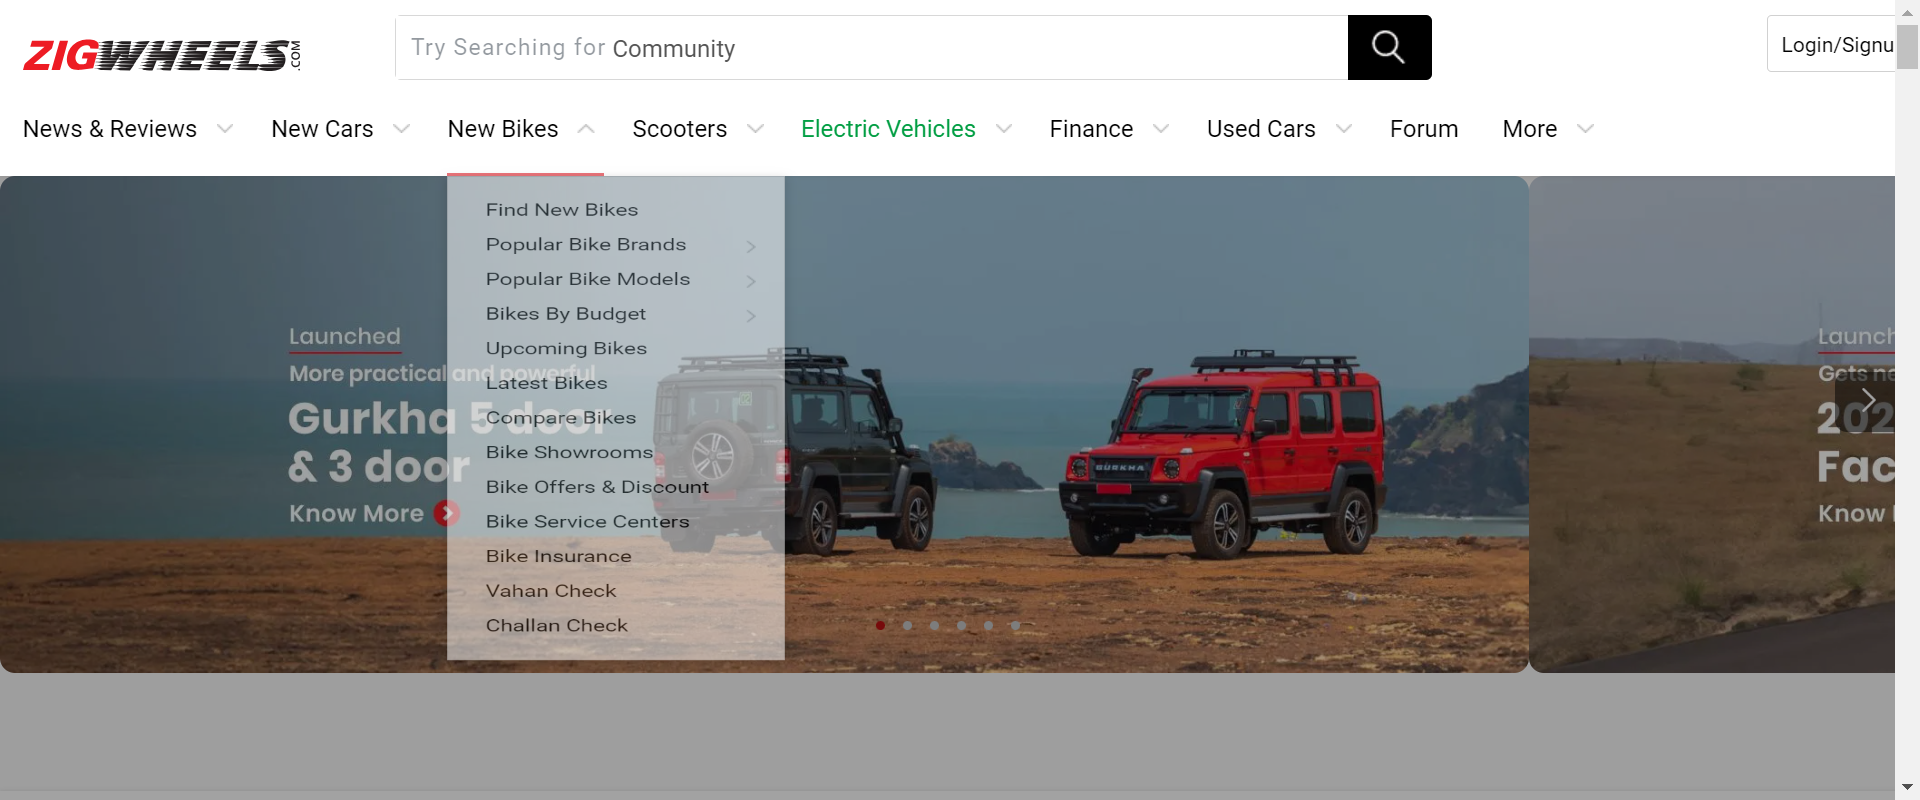 ZIGWHEELS.COM
Try Searching for Community
Login/Signu
News & Reviews
New Cars
New Bikes
Scooters
Electric Vehicles
Finance
Used Cars
Forum
More
Find New Bikes
Popular Bike Brands
Popular Bike Models
Bikes By Budget
Upcoming Bikes
Latest Bikes
Compare Bikes
Bike Showrooms
Bike Offers & Discount
Bike Service Centers
Bike Insurance
Vahan Check
Challan Check
Launched
More practical and powerful
Gurkha 5 door
& 3 door
Know More
GURKHA
Launch
Gets ne
202
Fac
Know